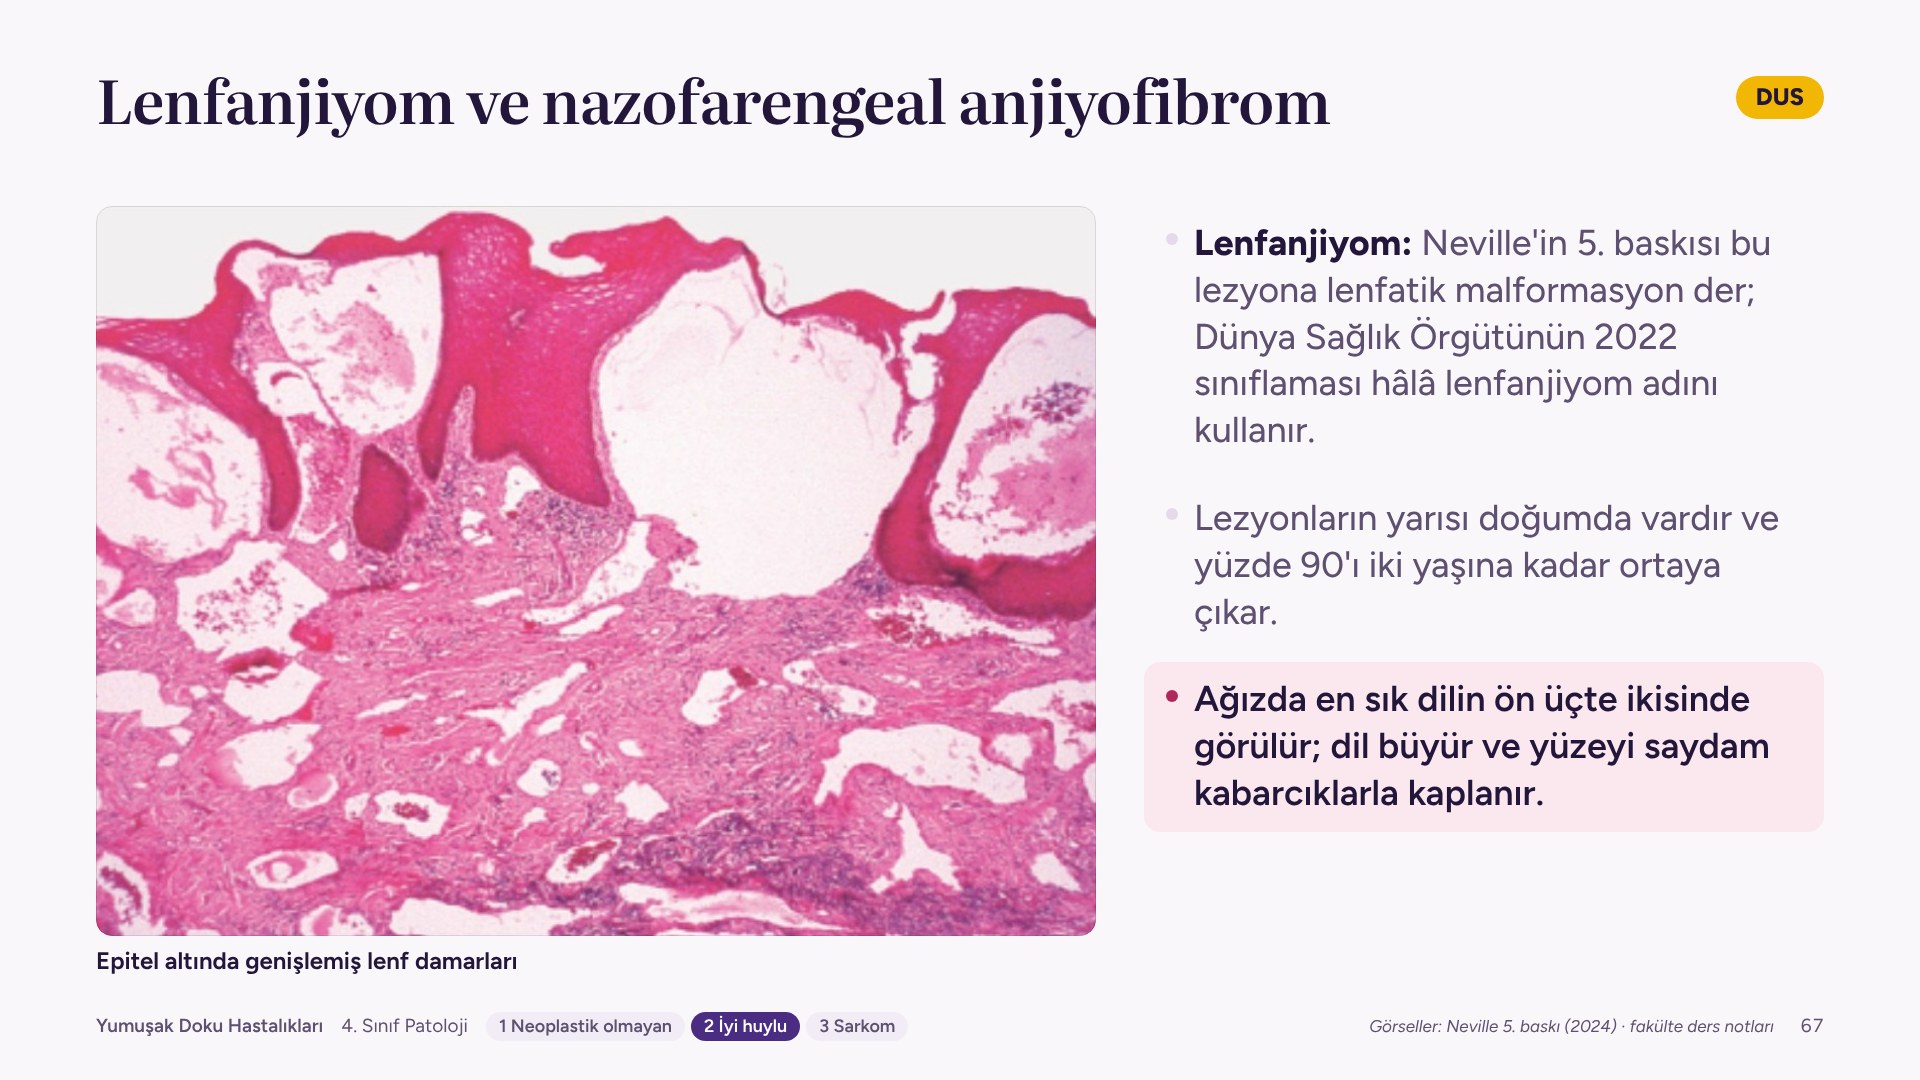 Lenfanjiyom ve nazofarengeal anjiyofibrom
DUS
Lenfanjiyom: Neville'in 5. baskısı bu
lezyona lenfatik malformasyon der;
Dünya Sağlık Örgütünün 2022
sınıflaması hâlâ lenfanjiyom adını
kullanır.
Lezyonların yarısı doğumda vardır ve
yüzde 90'ı iki yaşına kadar ortaya
çıkar.
Ağızda en sık dilin ön üçte ikisinde
görülür; dil büyür ve yüzeyi saydam
kabarcıklarla kaplanır.
Epitel altında genişlemiş lenf damarları
Yumuşak Doku Hastalıkları 4. Sınıf Patoloji 1 Neoplastik olmayan 2 İyi huylu 3 Sarkom
Görseller: Neville 5. baskı (2024) · fakülte ders notları 67